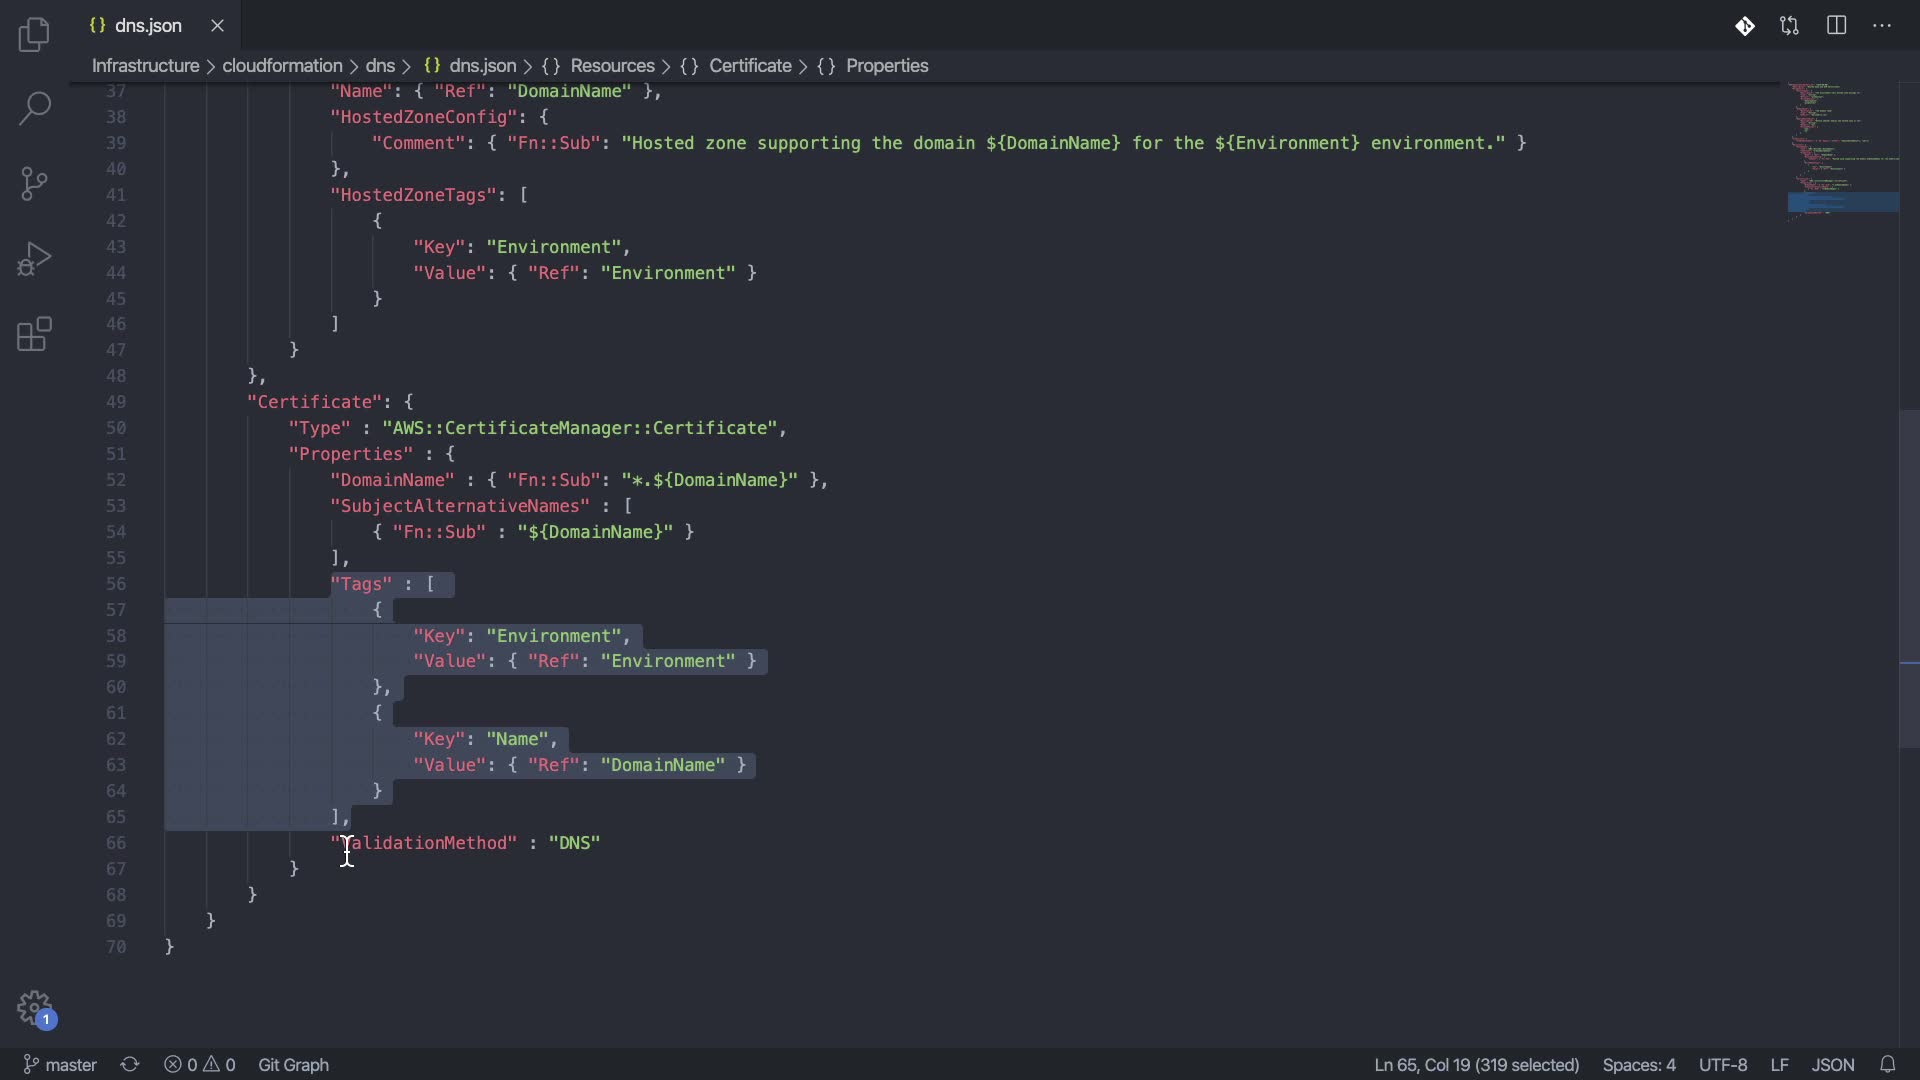 {} dns.json ×
Infrastructure > cloudformation > dns > {} dns.json > {} Resources > {} Certificate > {} Properties
37 "Name": { "Ref": "DomainName" },
38 "HostedZoneConfig": {
39 "Comment": { "Fn::Sub": "Hosted zone supporting the domain ${DomainName} for the ${Environment} environment." }
40 },
41 "HostedZoneTags": [
42 {
43 "Key": "Environment",
44 "Value": { "Ref": "Environment" }
45 }
46 ]
47 }
48 },
49 "Certificate": {
50 "Type" : "AWS::CertificateManager::Certificate",
51 "Properties" : {
52 "DomainName" : { "Fn::Sub": "*.${DomainName}" },
53 "SubjectAlternativeNames" : [
54 { "Fn::Sub" : "${DomainName}" }
55 ],
56 "Tags" : [
57 {
58 "Key": "Environment",
59 "Value": { "Ref": "Environment" }
60 },
61 {
62 "Key": "Name",
63 "Value": { "Ref": "DomainName" }
64 }
65 ],
66 "ValidationMethod" : "DNS"
67 }
68 }
69 }
70 }
1
master 0 0 Git Graph Ln 65, Col 19 (319 selected) Spaces: 4 UTF-8 LF JSON